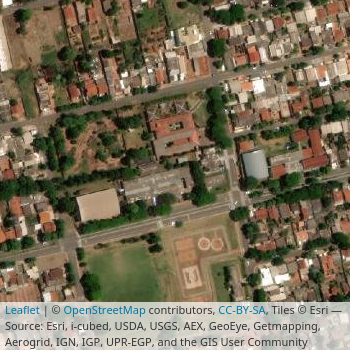 Leaflet | © OpenStreetMap contributors, CC-BY-SA, Tiles © Esri —
Source: Esri, i-cubed, USDA, USGS, AEX, GeoEye, Getmapping,
Aerogrid, IGN, IGP, UPR-EGP, and the GIS User Community